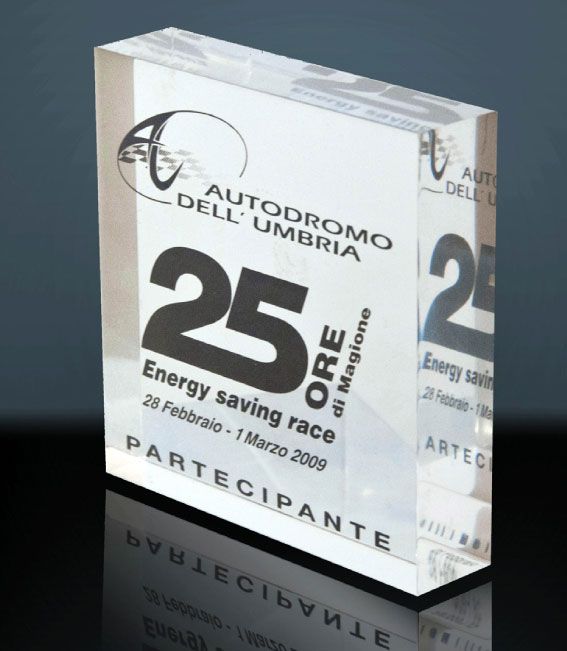 AUTODROMO
DELL' UMBRIA
25 ORE
di Magione
Energy saving race
28 Febbraio - 1 Marzo 2009
PARTECIPANTE